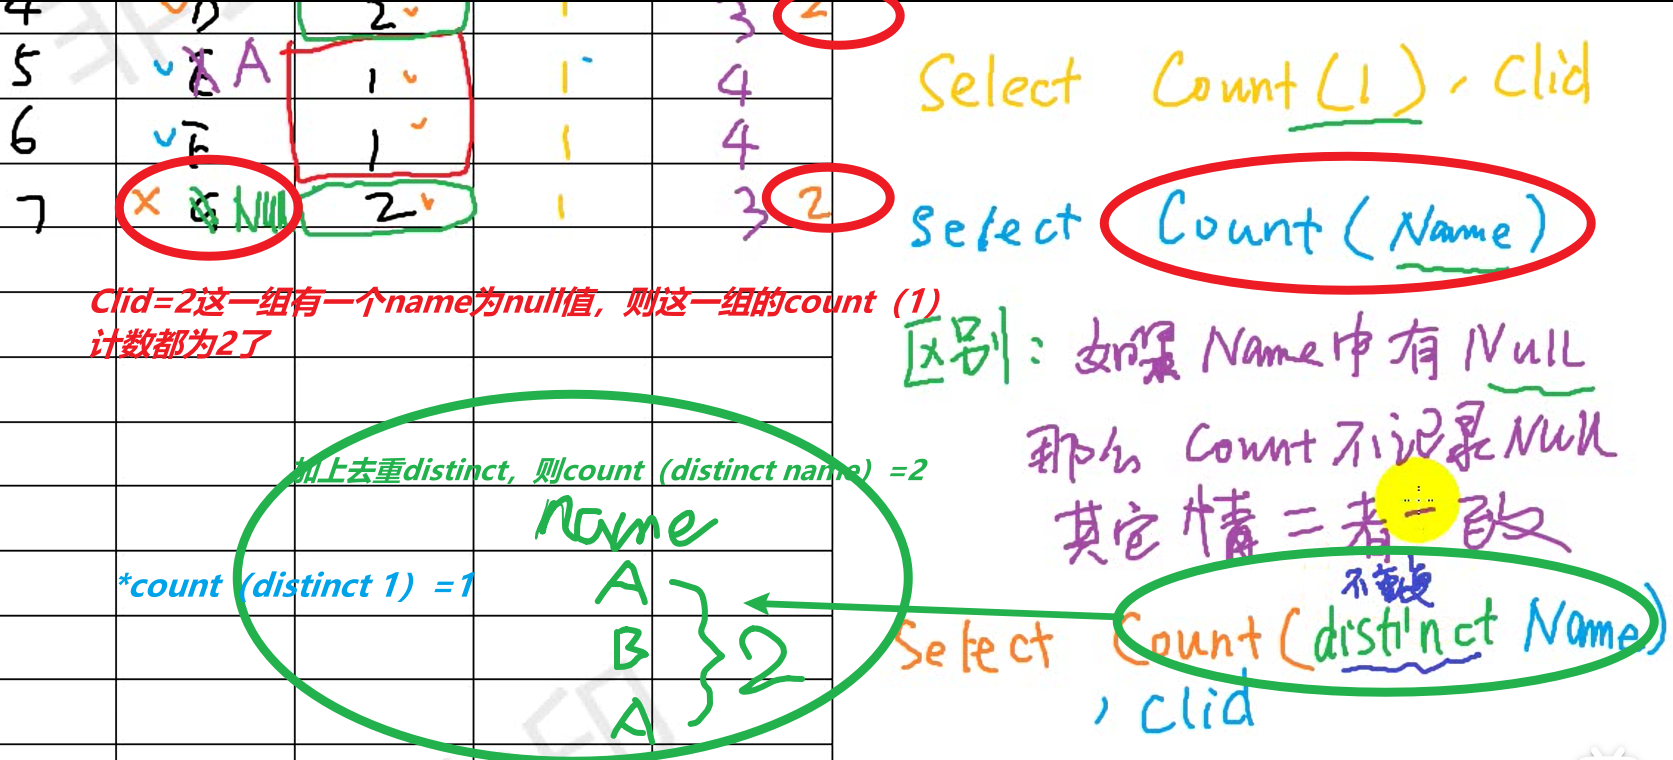 4 D 2 1 3 2
5 E A 1 1 4
6 F 1 1 4
7 G Null 2 1 3 2
Clid=2这一组有一个name为null值，则这一组的count（1）
计数都为2了
加上去重distinct，则count（distinct name）=2
name
A
B 2
A
*count（distinct 1）=1
Select Count(1), Clid
Select Count(Name)
区别：如果Name中有Null
那么Count不记录Null
其它情二者一致
不重复
Select Count(distinct Name)
, Clid